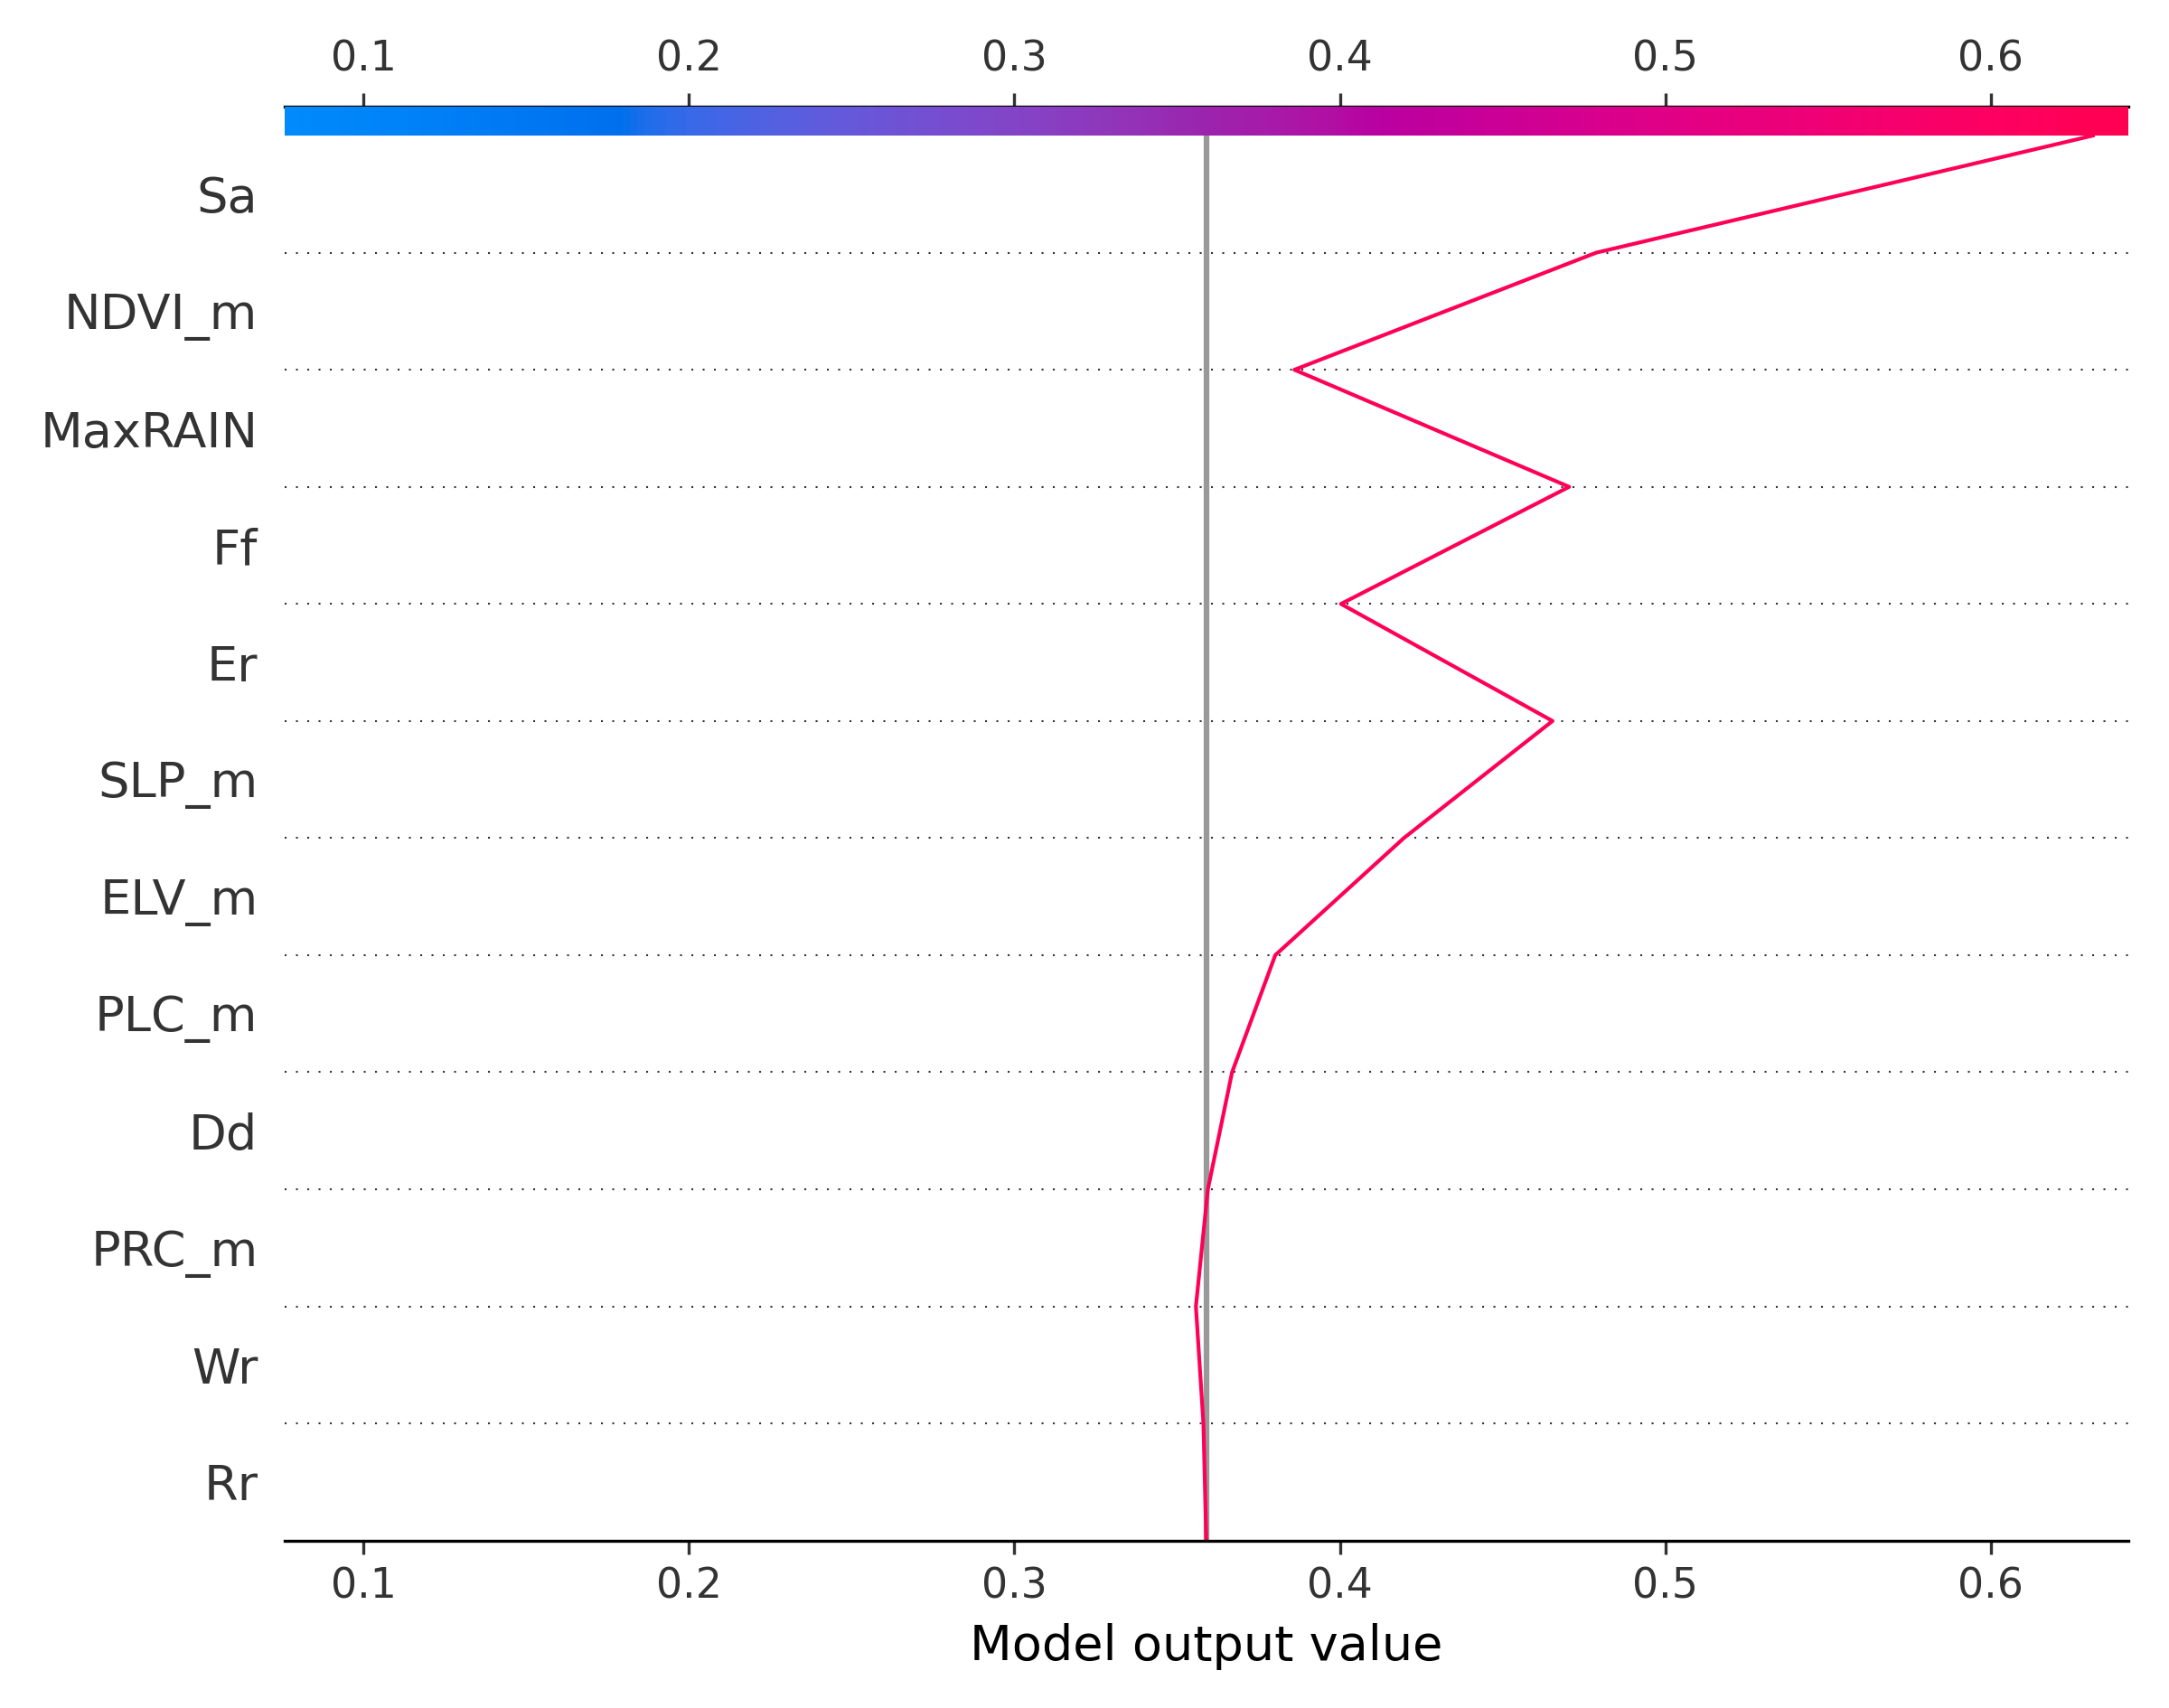 0.1 0.2 0.3 0.4 0.5 0.6
Sa
NDVI_m
MaxRAIN
Ff
Er
SLP_m
ELV_m
PLC_m
Dd
PRC_m
Wr
Rr
0.1 0.2 0.3 0.4 0.5 0.6
Model output value